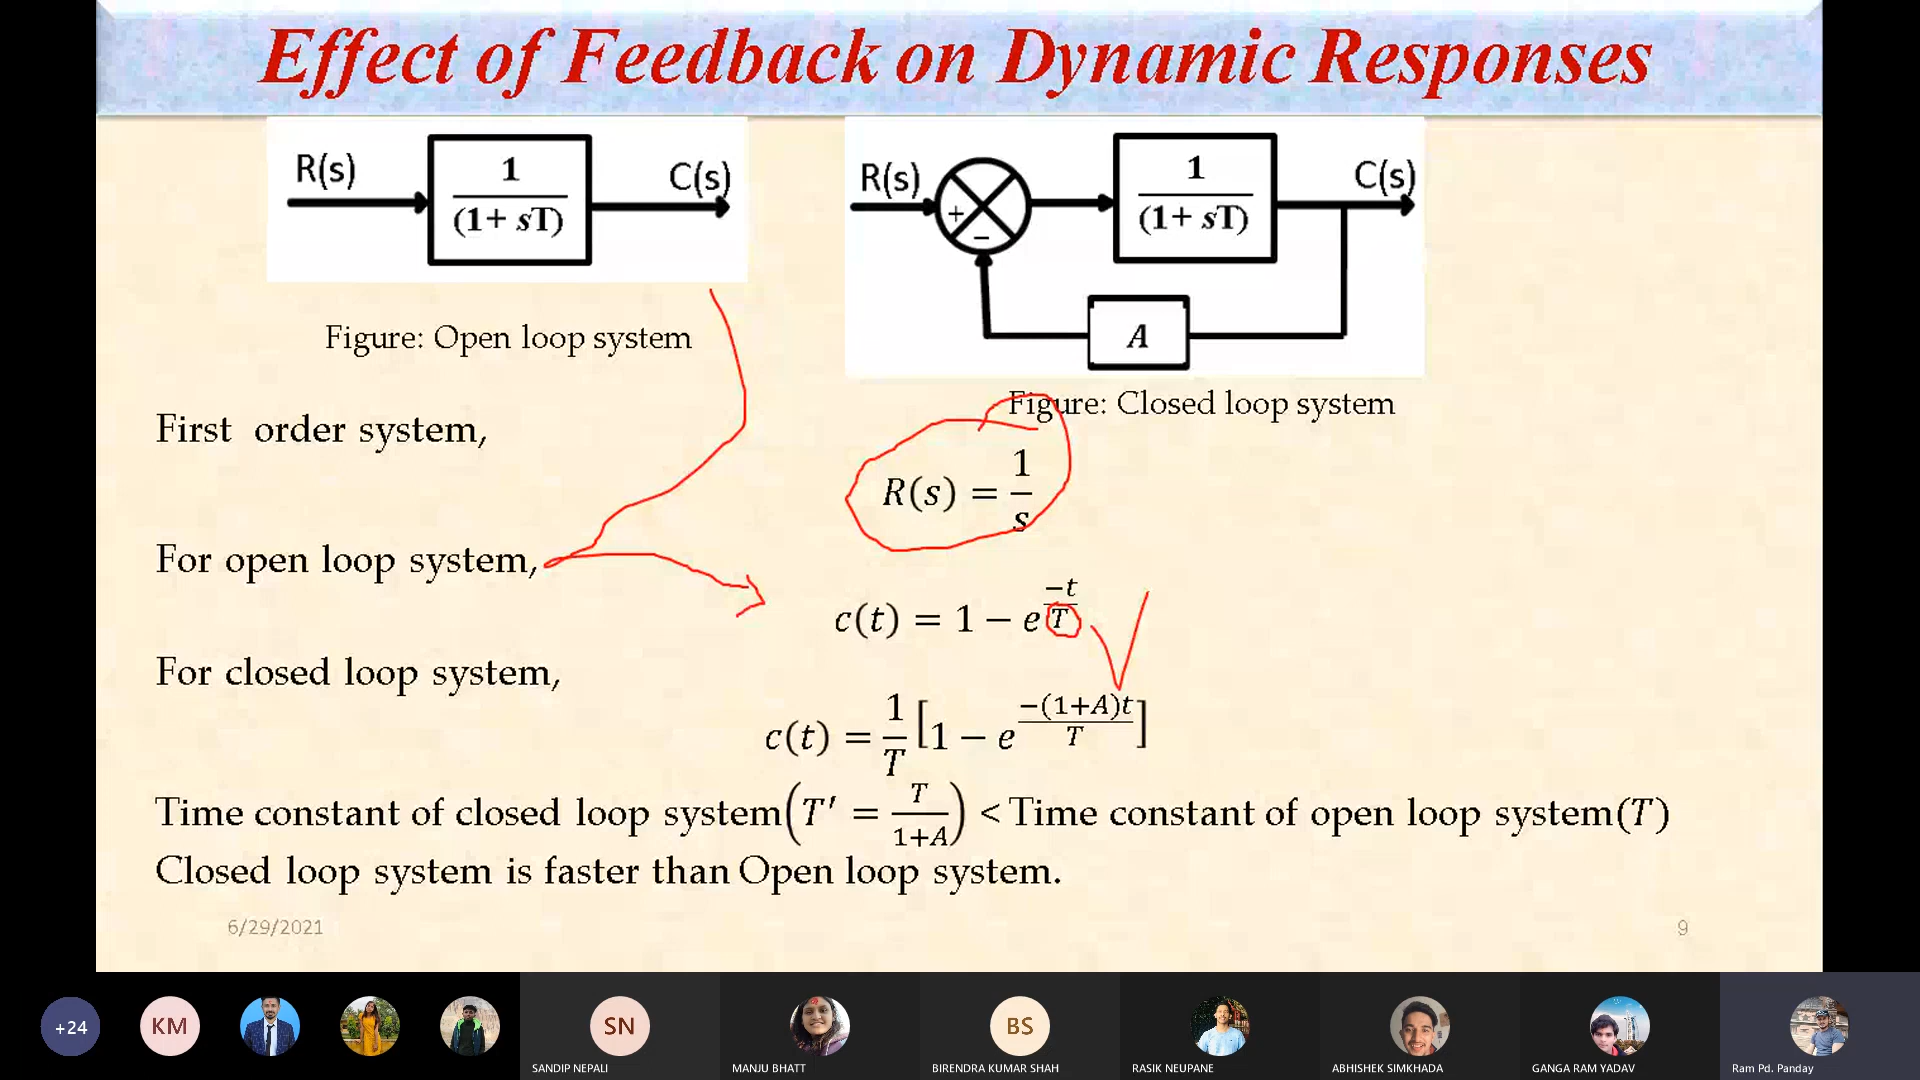 Effect of Feedback on Dynamic Responses
R(s)
1
(1+ sT)
C(s)
R(s)
+
−
1
(1+ sT)
C(s)
A
Figure: Open loop system
Figure: Closed loop system
First order system,
R(s) = 1/s
For open loop system,
c(t) = 1 − e^(−t/T)
For closed loop system,
c(t) = 1/T [1 − e^(−(1+A)t/T)]
Time constant of closed loop system(T′ = T/(1+A)) < Time constant of open loop system(T)
Closed loop system is faster than Open loop system.
6/29/2021
9
+24
KM
SN
BS
SANDIP NEPALI
MANJU BHATT
BIRENDRA KUMAR SHAH
RASIK NEUPANE
ABHISHEK SIMKHADA
GANGA RAM YADAV
Ram Pd. Panday